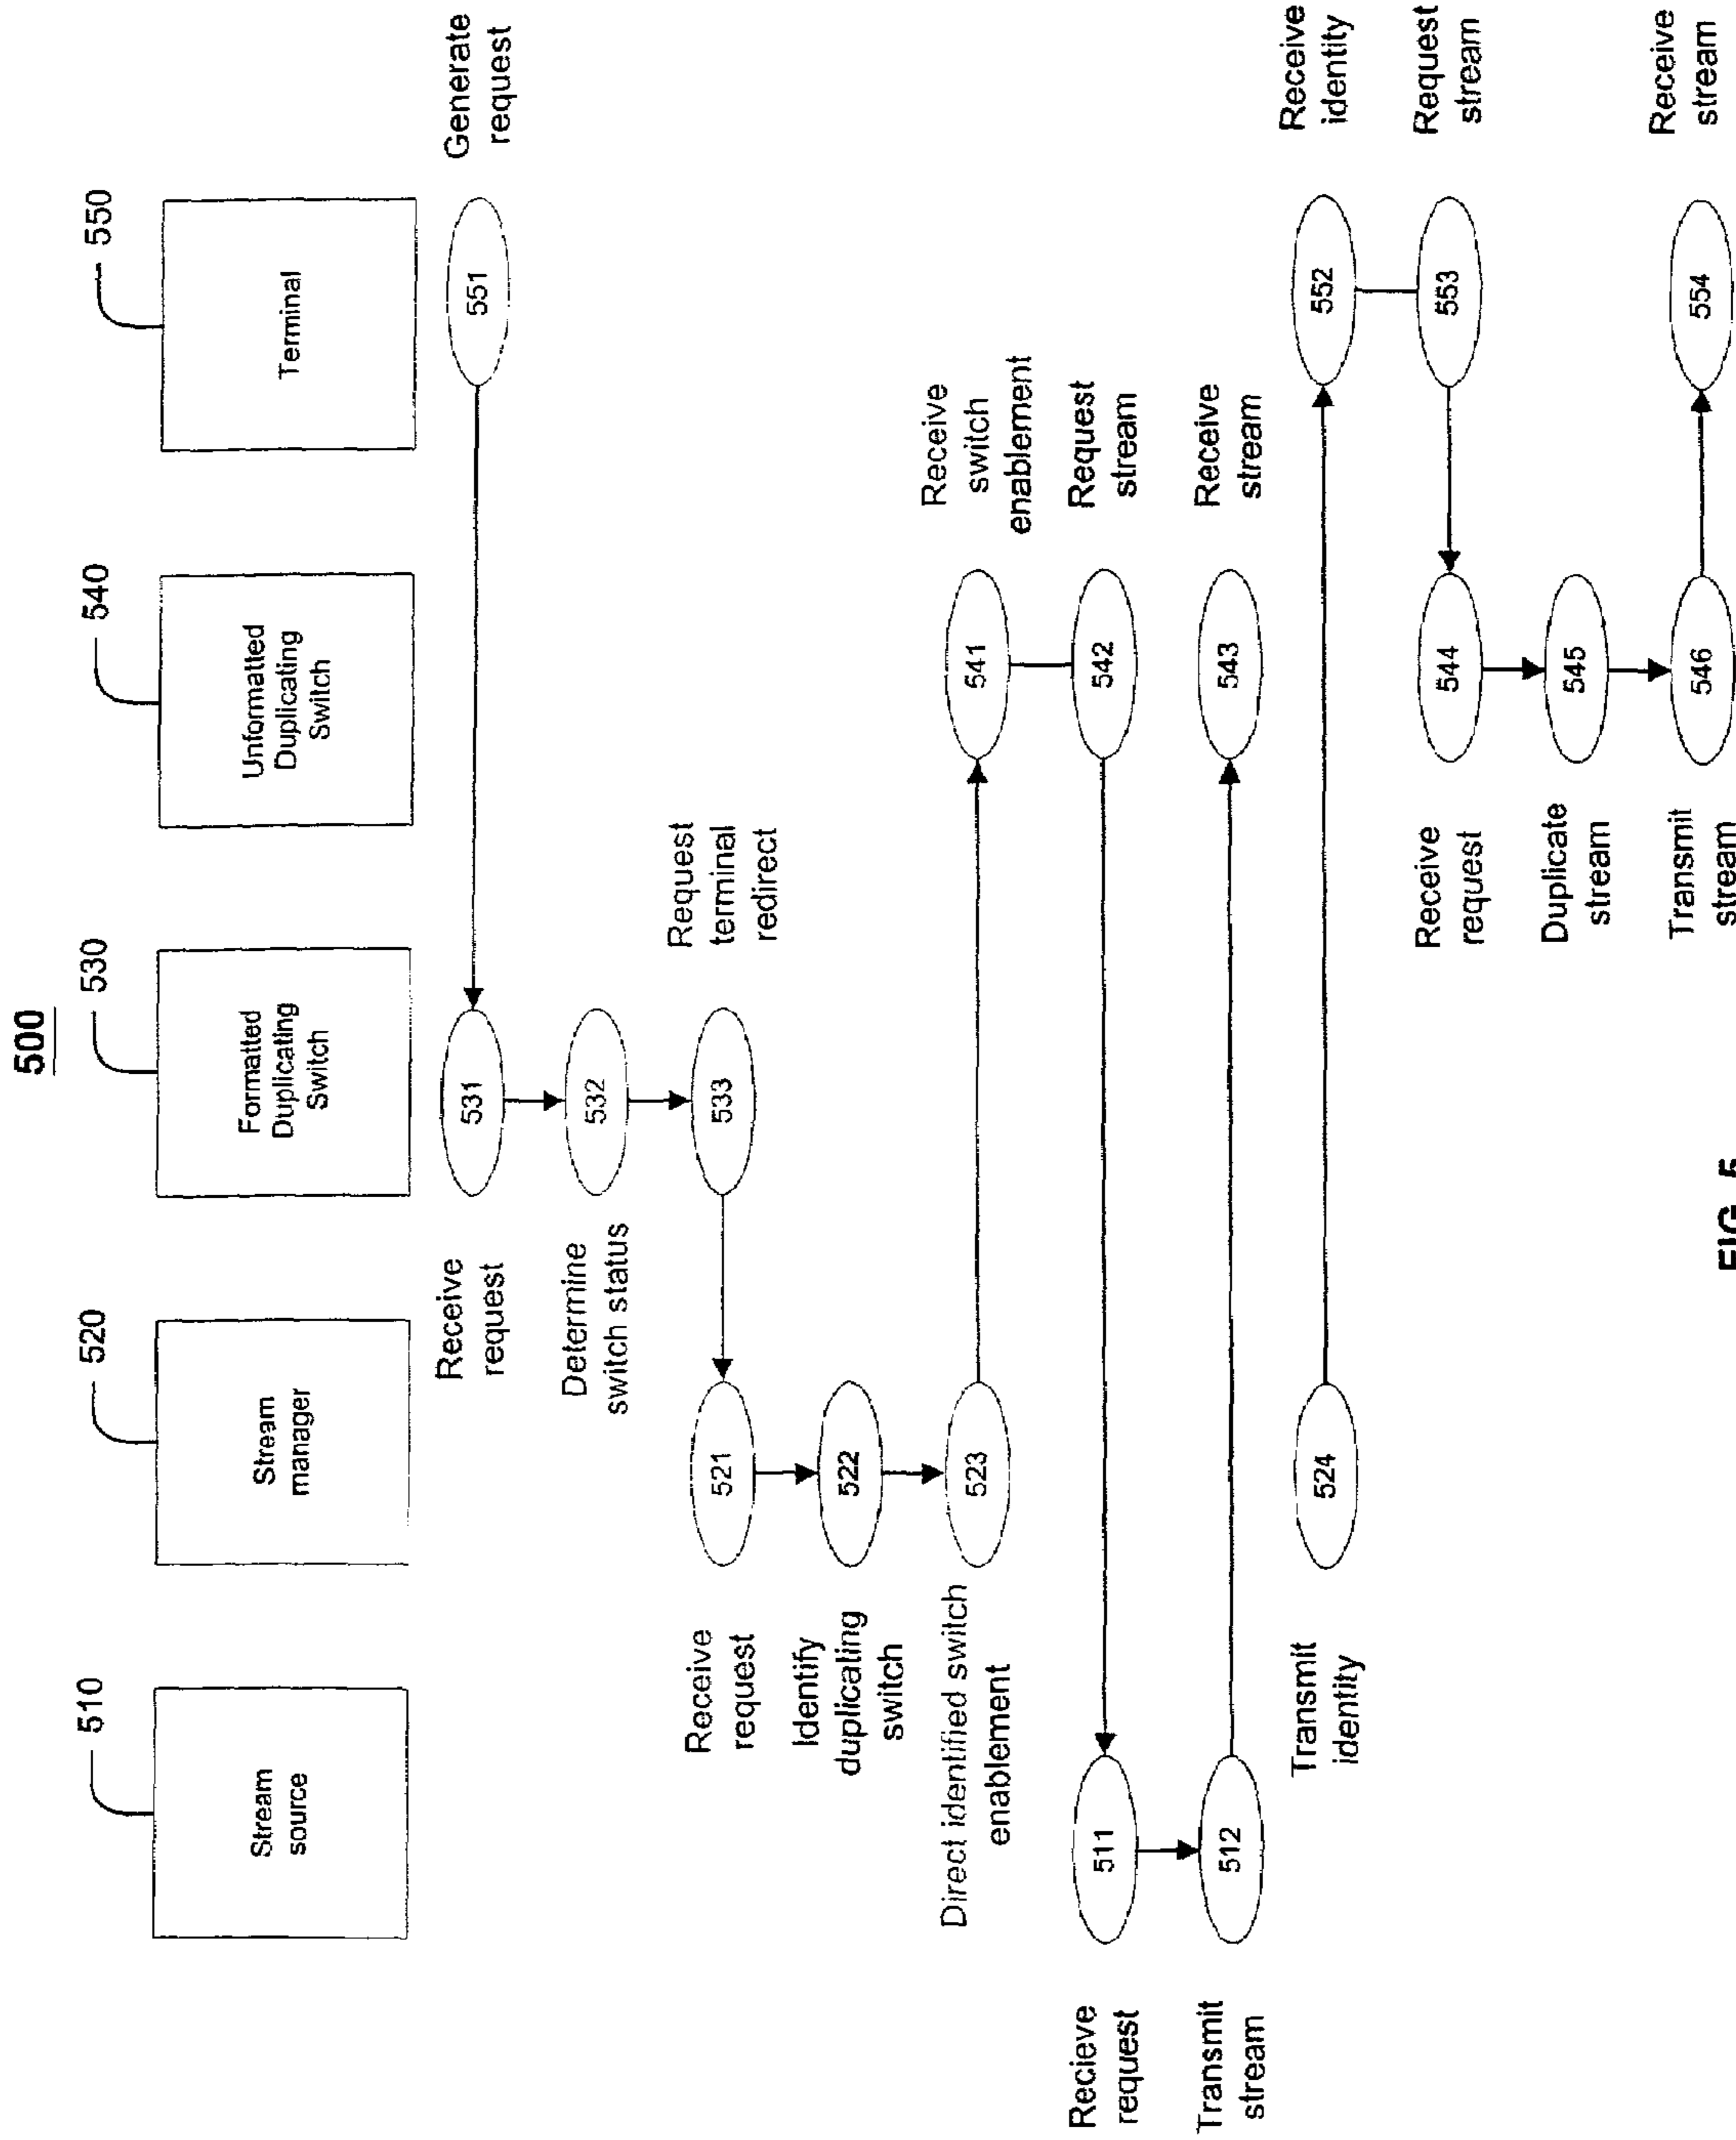 500
510
520
530
540
550
Stream
source
Stream
manager
Formatted
Duplicating
Switch
Unfomatted
Duplicating
Switch
Terminal
Receive
request
531
551
Generate
request
Determine
switch status
532
Receive
request
521
533
Request
terminal
redirect
Identify
duplicating
switch
522
Direct identified switch
enablement
523
541
Receive
switch
enablement
Recieve
request
511
542
Request
stream
Transmit
stream
512
543
Receive
stream
Transmit
identity
524
552
Receive
identity
Receive
request
544
553
Request
stream
Duplicate
stream
545
Transmit
stream
546
554
Receive
stream
FIG. 5